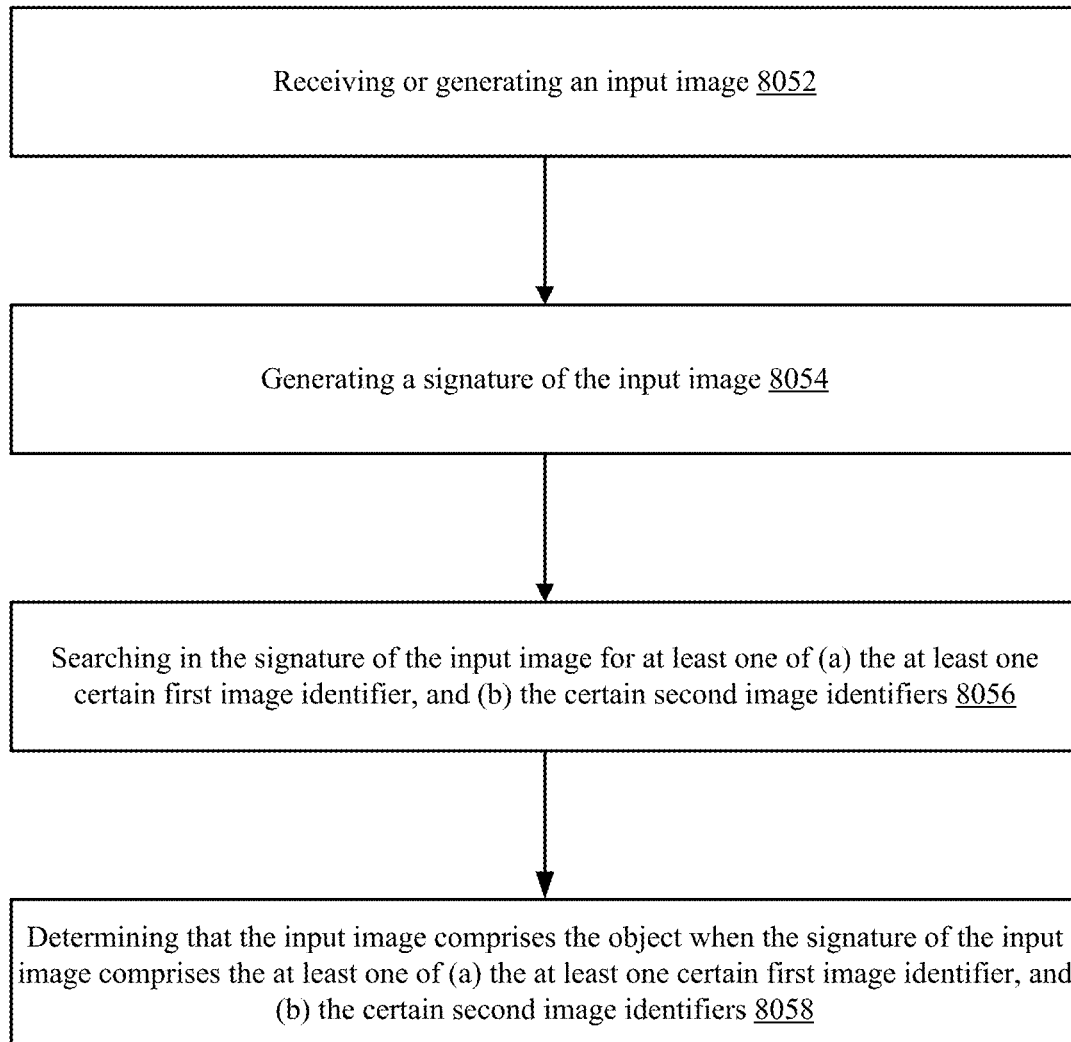 Receiving or generating an input image 8052
Generating a signature of the input image 8054
Searching in the signature of the input image for at least one of (a) the at least one
certain first image identifier, and (b) the certain second image identifiers 8056
Determining that the input image comprises the object when the signature of the input
image comprises the at least one of (a) the at least one certain first image identifier, and
(b) the certain second image identifiers 8058